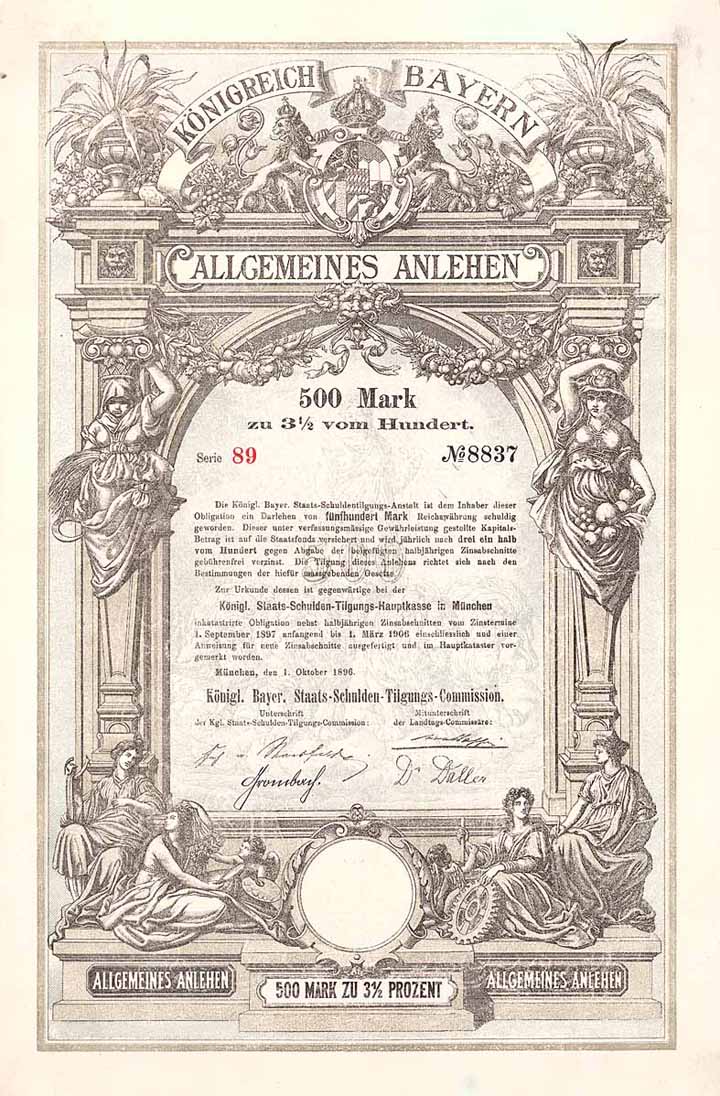 KÖNIGREICH BAYERN
ALLGEMEINES ANLEHEN
500 Mark
zu 3½ vom Hundert.
Serie 89 № 8837
Die Königl. Bayer. Staats-Schuldentilgungs-Anstalt ist dem Inhaber dieser
Obligation ein Darlehen von fünfhundert Mark Reichswährung schuldig
geworden. Dieser unter verfassungsmässige Gewährleistung gestellte Kapitals-
Betrag ist auf die Staatsfonds versichert und wird jährlich nach drei ein halb
vom Hundert gegen Abgabe der beigefügten halbjährigen Zinsabschnitte
gebührenfrei verzinst. Die Tilgung dieses Anlehens richtet sich nach den
Bestimmungen der hiefür massgebenden Gesetze.
Zur Urkunde dessen ist gegenwärtige bei der
Königl. Staats-Schulden-Tilgungs-Hauptkasse in München
inkatastrirte Obligation nebst halbjährigen Zinsabschnitten vom Zinstermine
1. September 1897 anfangend bis 1. März 1906 einschliesslich und einer
Anweisung für neue Zinsabschnitte ausgefertigt und im Hauptkataster vor-
gemerkt worden.
München, den 1. Oktober 1896.
Königl. Bayer. Staats-Schulden-Tilgungs-Commission.
Unterschrift Mitunterschrift
der Kgl. Staats-Schulden-Tilgungs-Commission: der Landtags-Commissäre:
Grombach. Dr Daller
ALLGEMEINES ANLEHEN 500 MARK ZU 3½ PROZENT ALLGEMEINES ANLEHEN